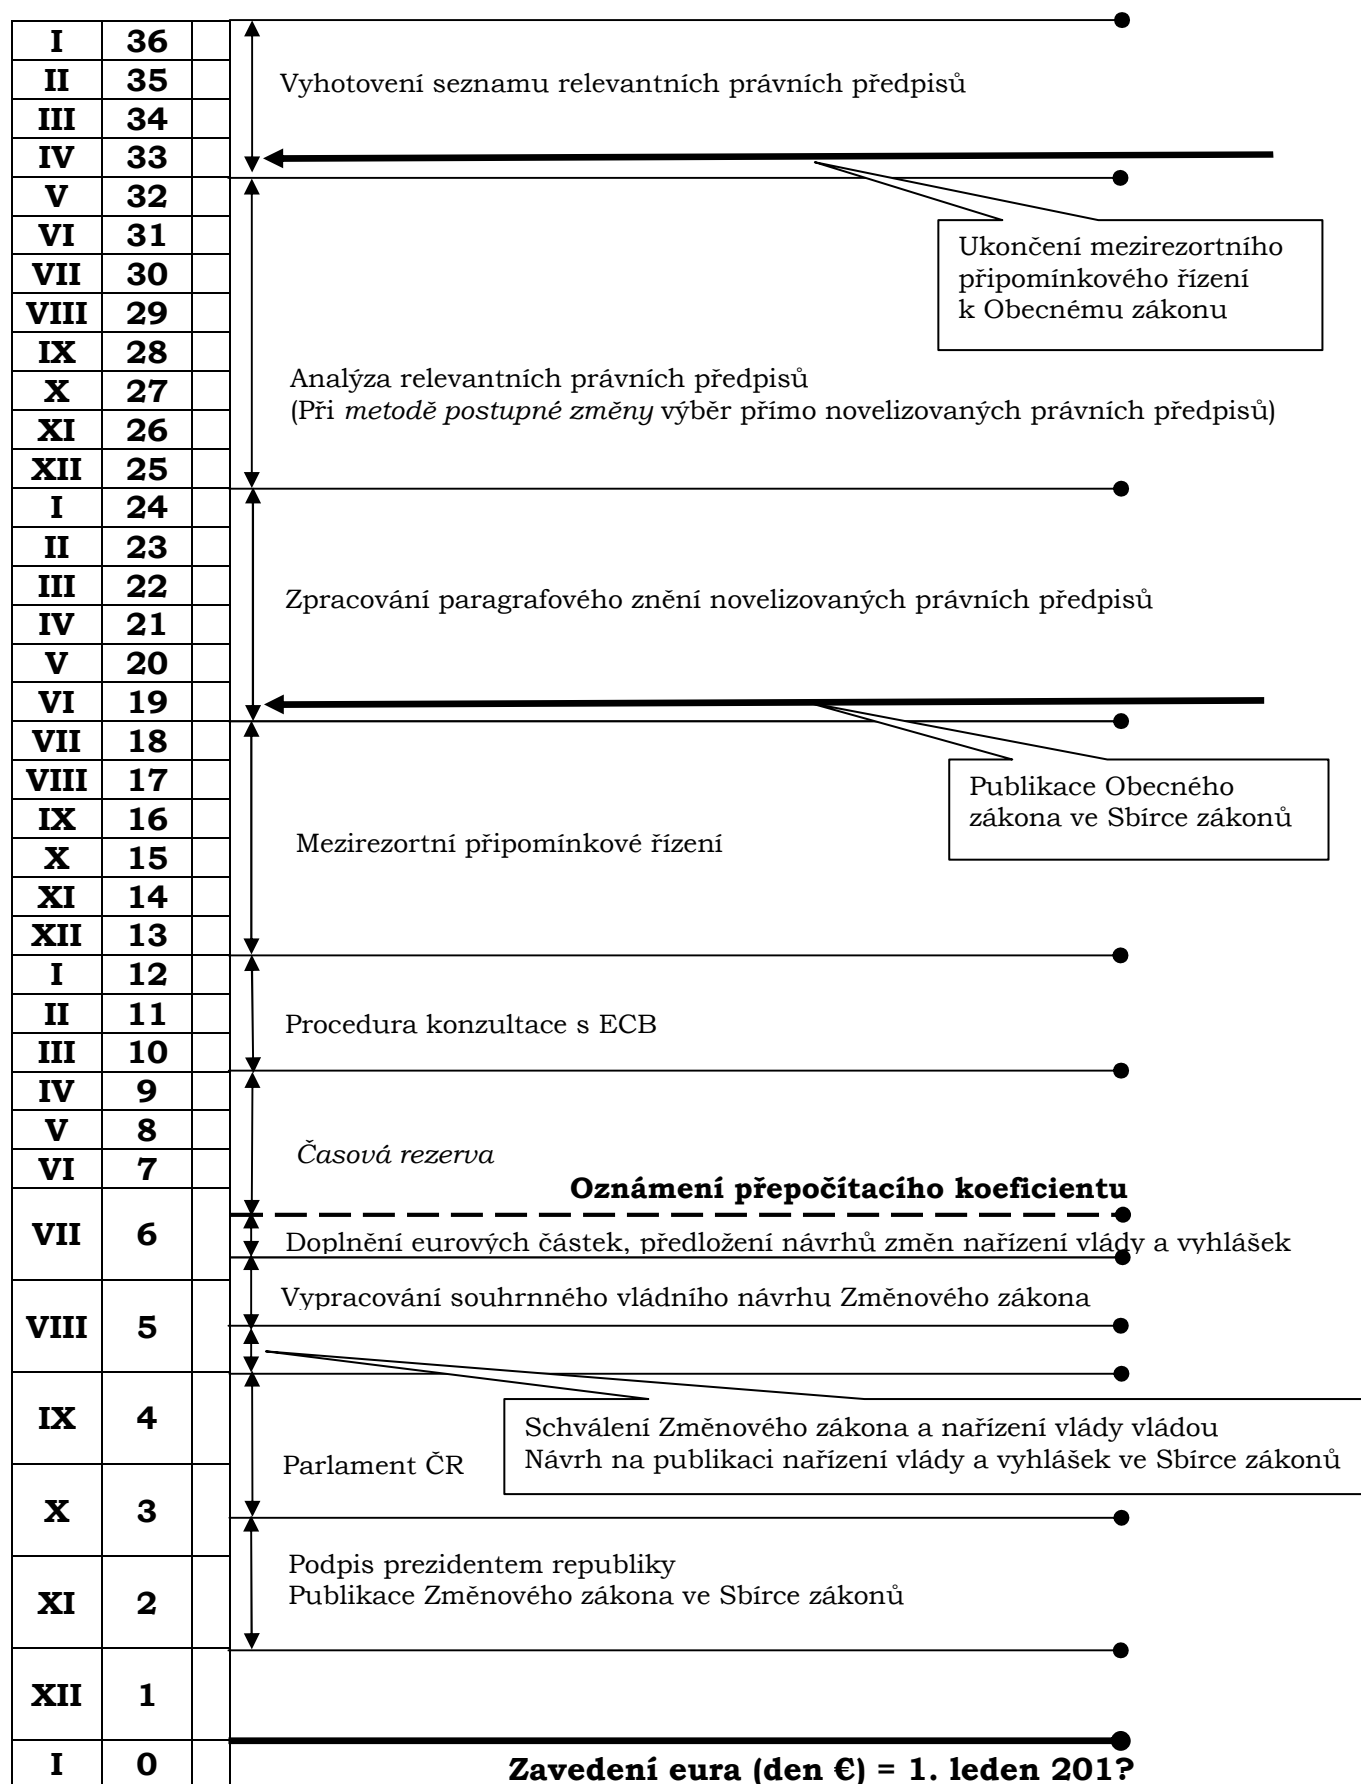 I 36
II 35
Vyhotovení seznamu relevantních právních předpisů
III 34
IV 33
V 32
VI 31
Ukončení mezirezortního
připomínkového řízení
k Obecnému zákonu
VII 30
VIII 29
IX 28
X 27
Analýza relevantních právních předpisů
(Při metodě postupné změny výběr přímo novelizovaných právních předpisů)
XI 26
XII 25
I 24
II 23
III 22
Zpracování paragrafového znění novelizovaných právních předpisů
IV 21
V 20
VI 19
VII 18
VIII 17
Publikace Obecného
zákona ve Sbírce zákonů
IX 16
Mezirezortní připomínkové řízení
X 15
XI 14
XII 13
I 12
II 11
Procedura konzultace s ECB
III 10
IV 9
V 8
Časová rezerva
VI 7
Oznámení přepočítacího koeficientu
VII 6
Doplnění eurových částek, předložení návrhů změn nařízení vlády a vyhlášek
Vypracování souhrnného vládního návrhu Změnového zákona
VIII 5
IX 4
Schválení Změnového zákona a nařízení vlády vládou
Návrh na publikaci nařízení vlády a vyhlášek ve Sbírce zákonů
Parlament ČR
X 3
Podpis prezidentem republiky
Publikace Změnového zákona ve Sbírce zákonů
XI 2
XII 1
I 0
Zavedení eura (den €) = 1. leden 201?